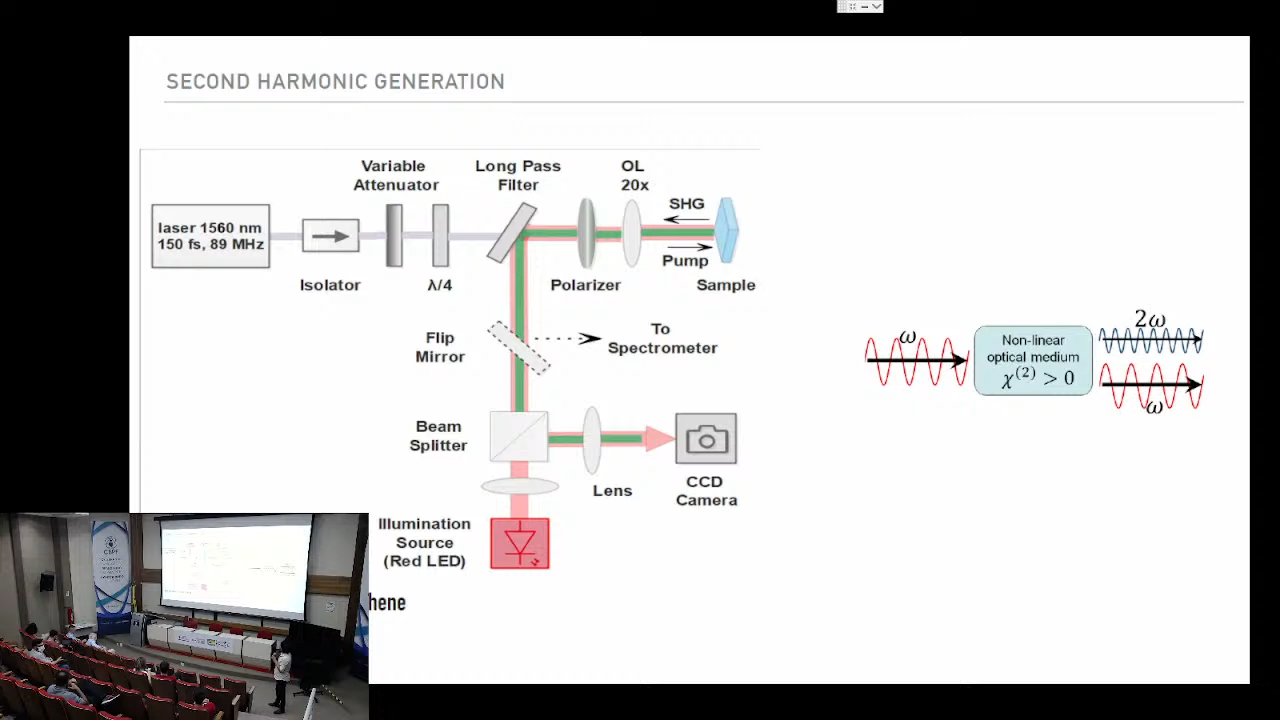 SECOND HARMONIC GENERATION
Variable
Attenuator
Long Pass
Filter
OL
20x
laser 1560 nm
150 fs, 89 MHz
SHG
Pump
Isolator
λ/4
Polarizer
Sample
Flip
Mirror
To
Spectrometer
ω
Non-linear
optical medium
χ(2) > 0
2ω
ω
Beam
Splitter
Lens
CCD
Camera
Illumination
Source
(Red LED)
hene
CBPF